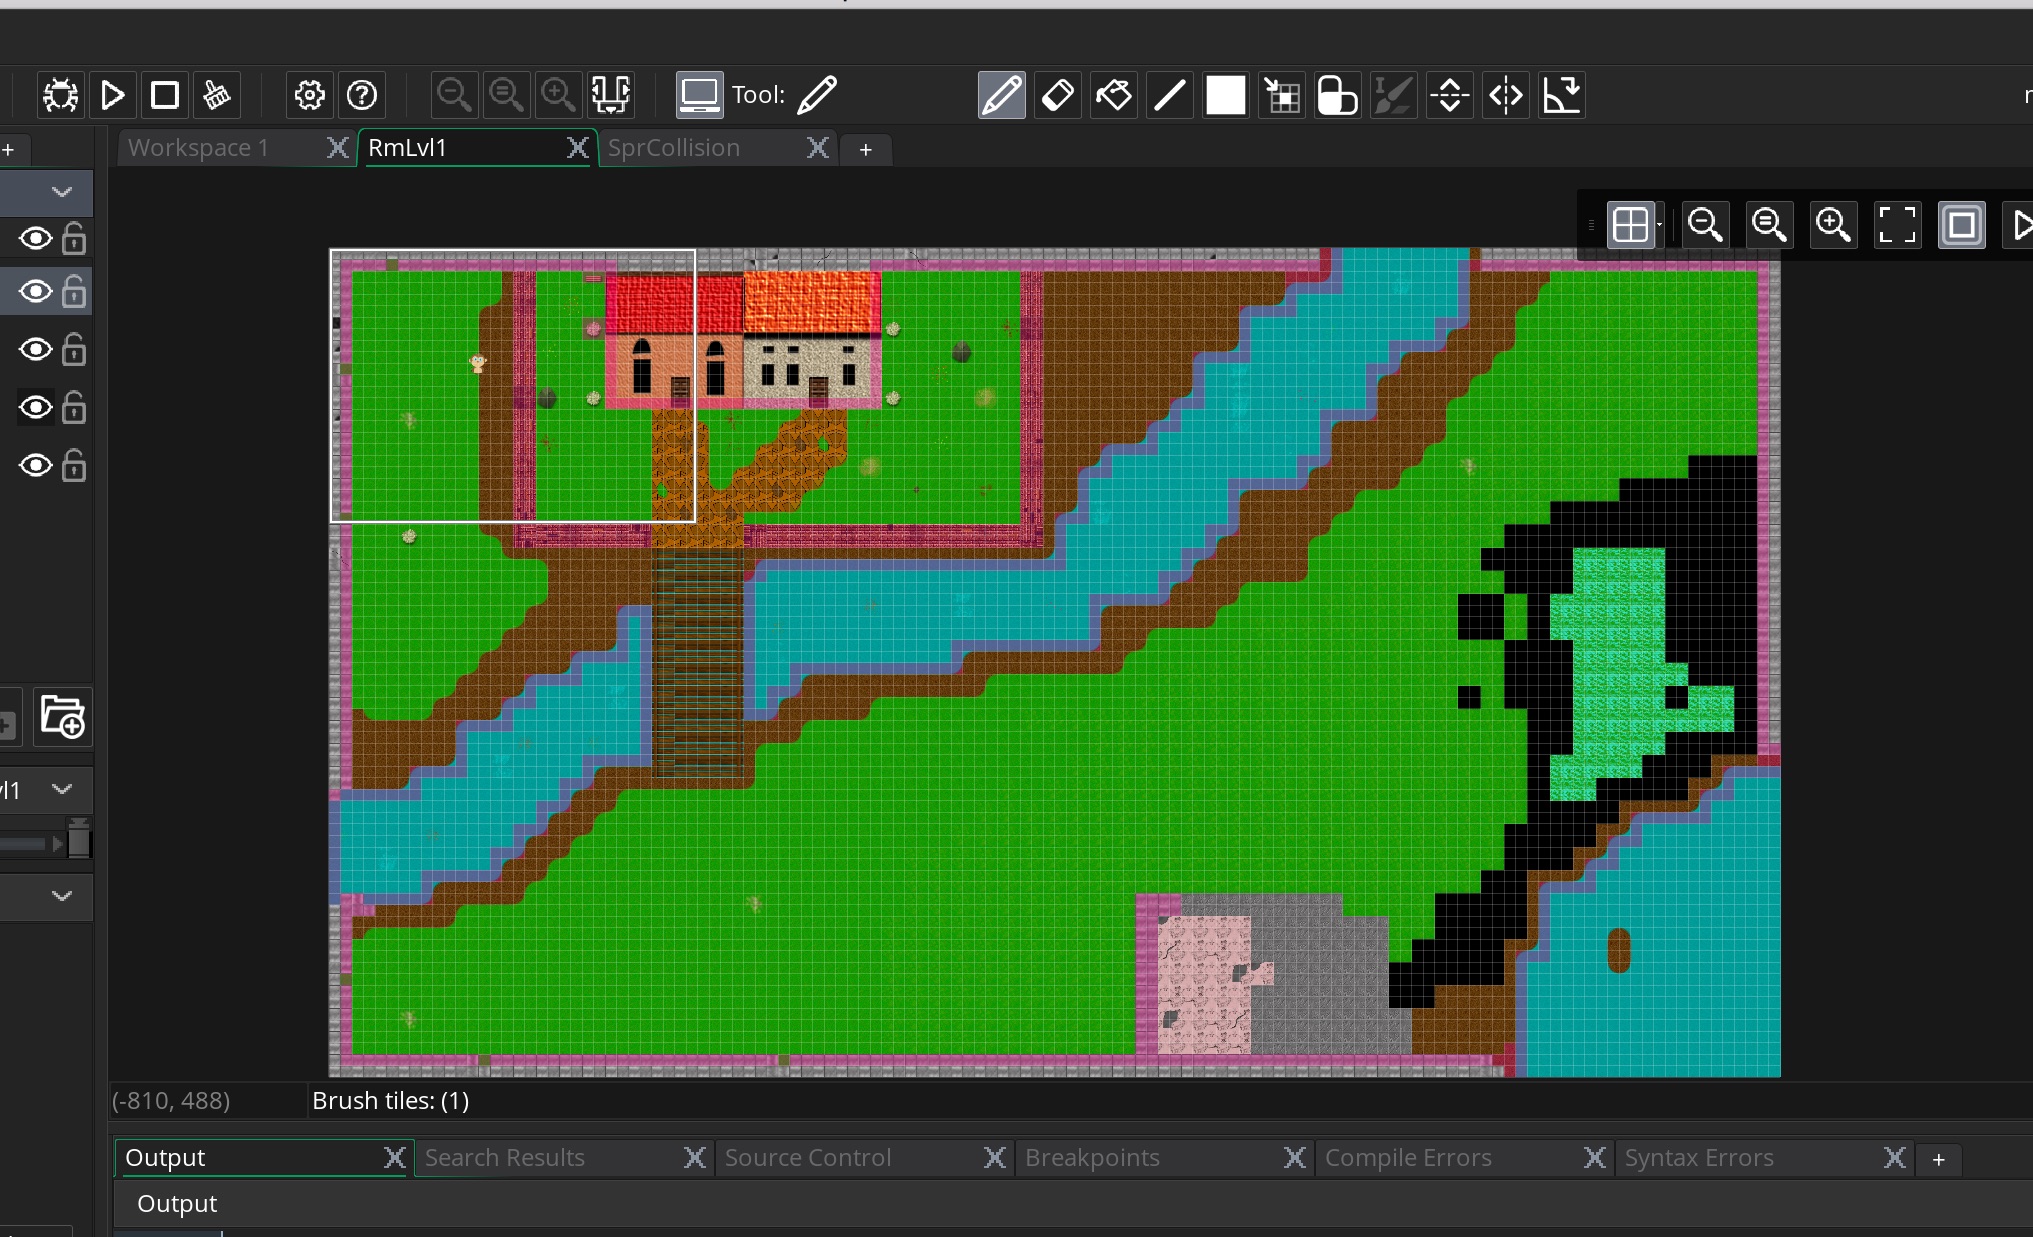 Tool:
Workspace 1
RmLvl1
SprCollision
+
+
vl1
(-810, 488)
Brush tiles: (1)
Output
Search Results
Source Control
Breakpoints
Compile Errors
Syntax Errors
+
Output